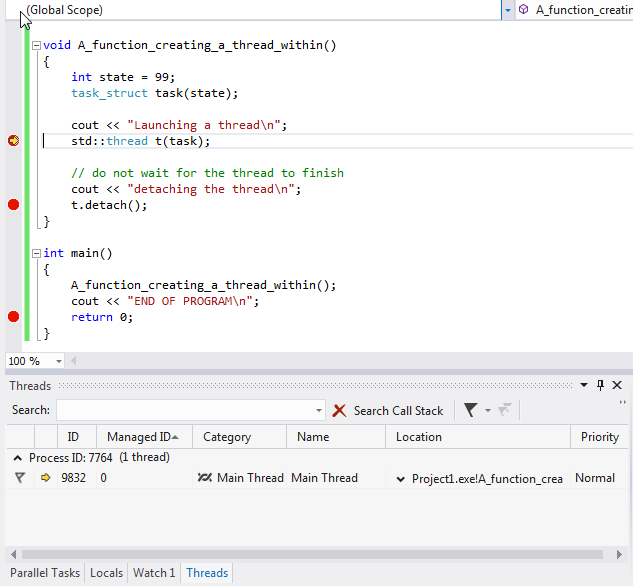 (Global Scope)
A_function_creatin
void A_function_creating_a_thread_within()
{
int state = 99;
task_struct task(state);
cout << "Launching a thread\n";
std::thread t(task);
// do not wait for the thread to finish
cout << "detaching the thread\n";
t.detach();
}
int main()
{
A_function_creating_a_thread_within();
cout << "END OF PROGRAM\n";
return 0;
}
100 %
Threads
Search: Search Call Stack
ID Managed ID Category Name Location Priority
Process ID: 7764 (1 thread)
9832 0 Main Thread Main Thread Project1.exe!A_function_crea Normal
Parallel Tasks Locals Watch 1 Threads